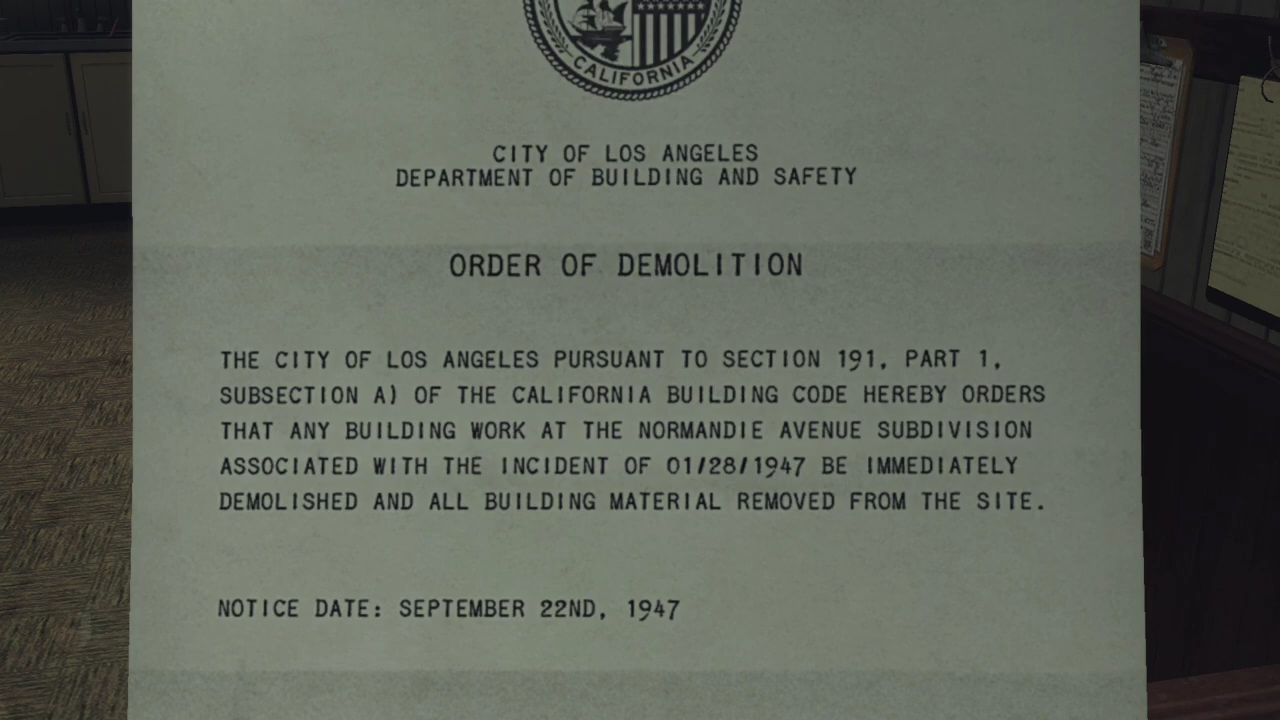 CALIFORNIA
CITY OF LOS ANGELES
DEPARTMENT OF BUILDING AND SAFETY
ORDER OF DEMOLITION
THE CITY OF LOS ANGELES PURSUANT TO SECTION 191, PART 1,
SUBSECTION A) OF THE CALIFORNIA BUILDING CODE HEREBY ORDERS
THAT ANY BUILDING WORK AT THE NORMANDIE AVENUE SUBDIVISION
ASSOCIATED WITH THE INCIDENT OF 01/28/1947 BE IMMEDIATELY
DEMOLISHED AND ALL BUILDING MATERIAL REMOVED FROM THE SITE.
NOTICE DATE: SEPTEMBER 22ND, 1947